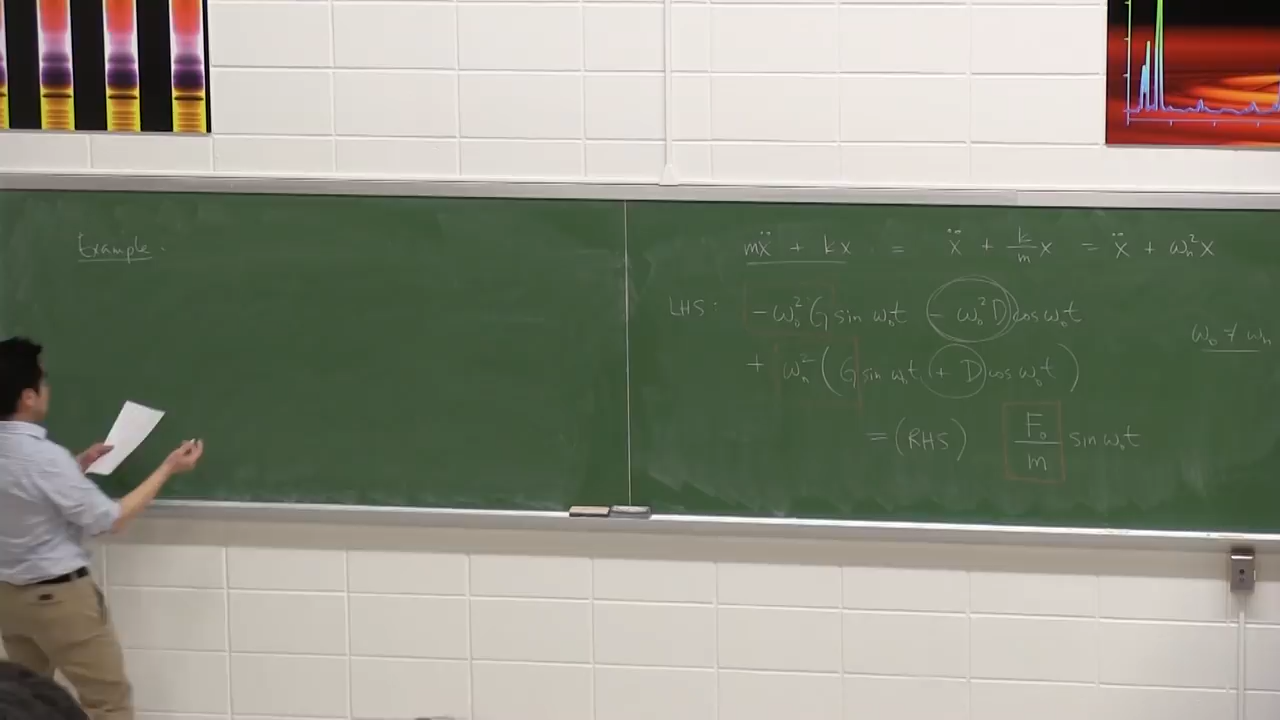 Example:
mẍ + kx = ẍ + k/m x = ẍ + ωₙ²x
LHS: - ω₀²G sin ω₀t - ω₀²D cos ω₀t
ω₀ ≠ ωₙ
+ ωₙ²(G sin ω₀t + D cos ω₀t)
= (RHS) F₀/m sin ω₀t